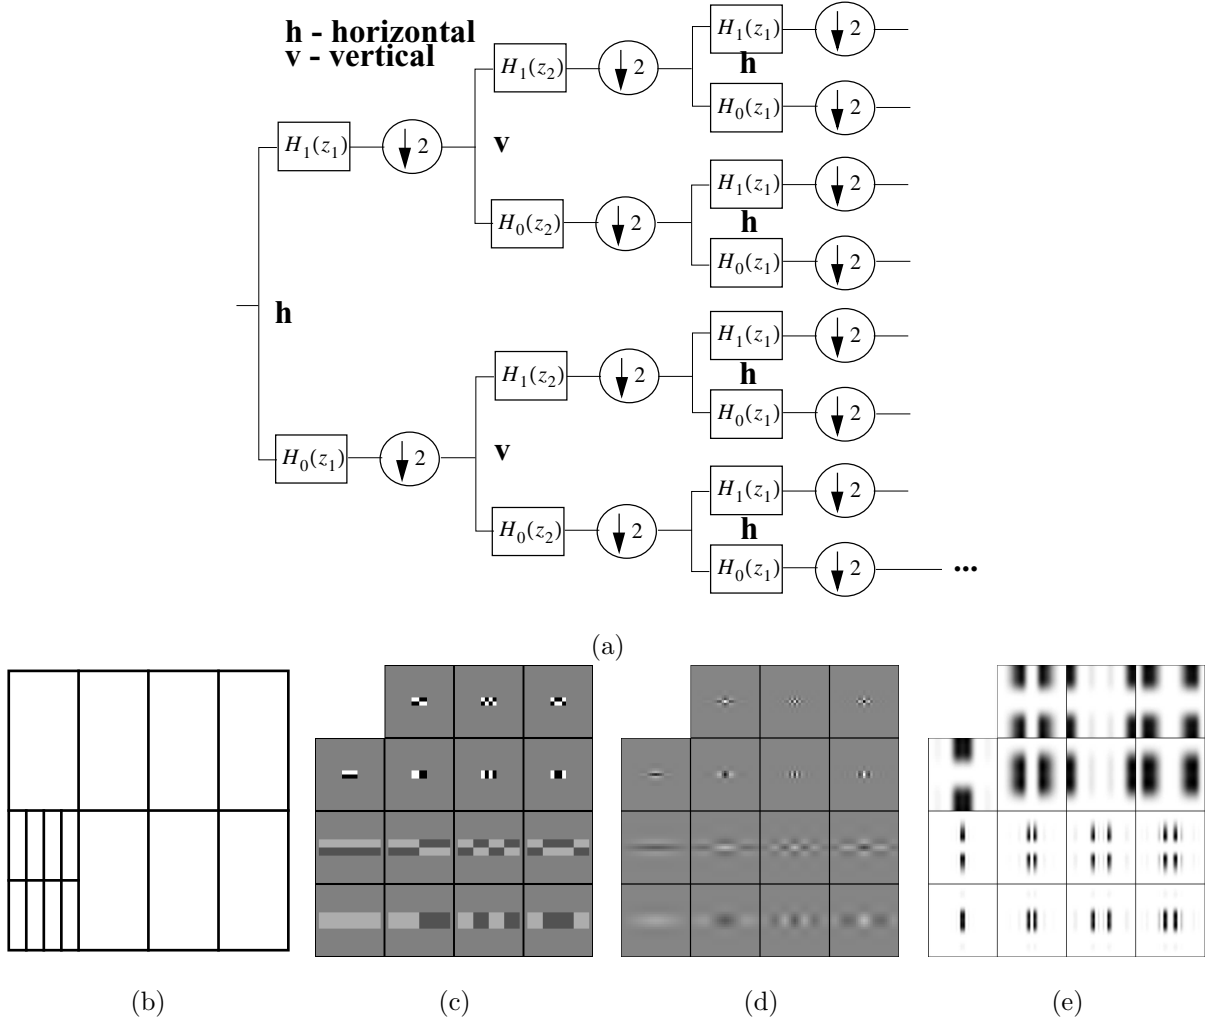 h - horizontal
v - vertical
H₁(z₁) ↓ 2
h
H₁(z₂) ↓ 2
H₀(z₁) ↓ 2
H₁(z₁) ↓ 2
v
H₁(z₁) ↓ 2
h
H₀(z₂) ↓ 2
H₀(z₁) ↓ 2
h
H₁(z₁) ↓ 2
h
H₁(z₂) ↓ 2
H₀(z₁) ↓ 2
H₀(z₁) ↓ 2
v
H₁(z₁) ↓ 2
h
H₀(z₂) ↓ 2
H₀(z₁) ↓ 2 ...
(a)
(b) (c) (d) (e)